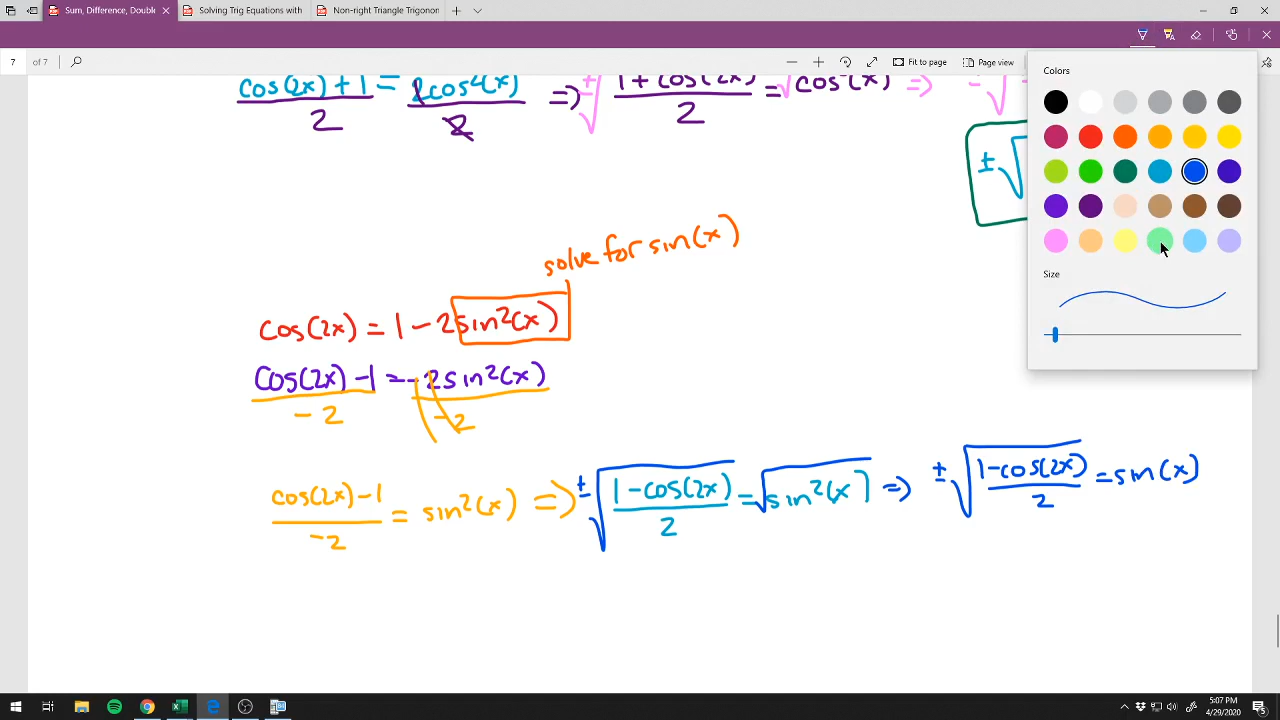 Sum, Difference, Doubl
Solving Trig Equations with
Non-right Triangle Trigonom
7 of 7
Fit to page
Page view
Colors
Size
cos(2x)+1 = 2cos²(x) => ±√ 1+cos(2x) = √cos²(x) =>
2 2 2
±√
solve for sin(x)
cos(2x) = 1 - 2sin²(x)
cos(2x) -1 = -2sin²(x)
-2 -2
cos(2x) -1 = sin²(x) => ±√ 1-cos(2x) = √sin²(x) => ±√ 1-cos(2x) = sin(x)
-2 2 2
5:07 PM
4/29/2020